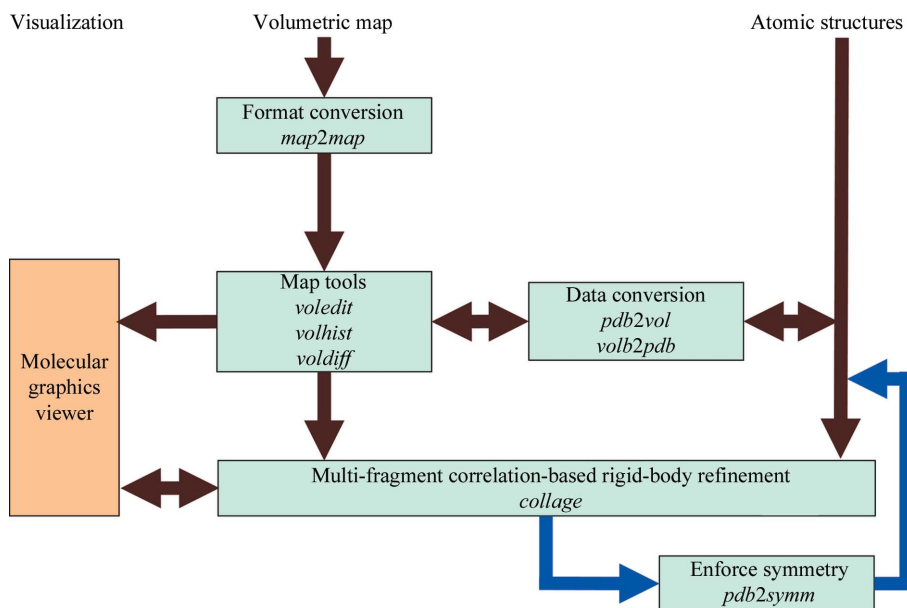 Visualization
Volumetric map
Atomic structures
Format conversion
map2map
Map tools
voledit
volhist
voldiff
Data conversion
pdb2vol
volb2pdb
Molecular
graphics
viewer
Multi-fragment correlation-based rigid-body refinement
collage
Enforce symmetry
pdb2symm